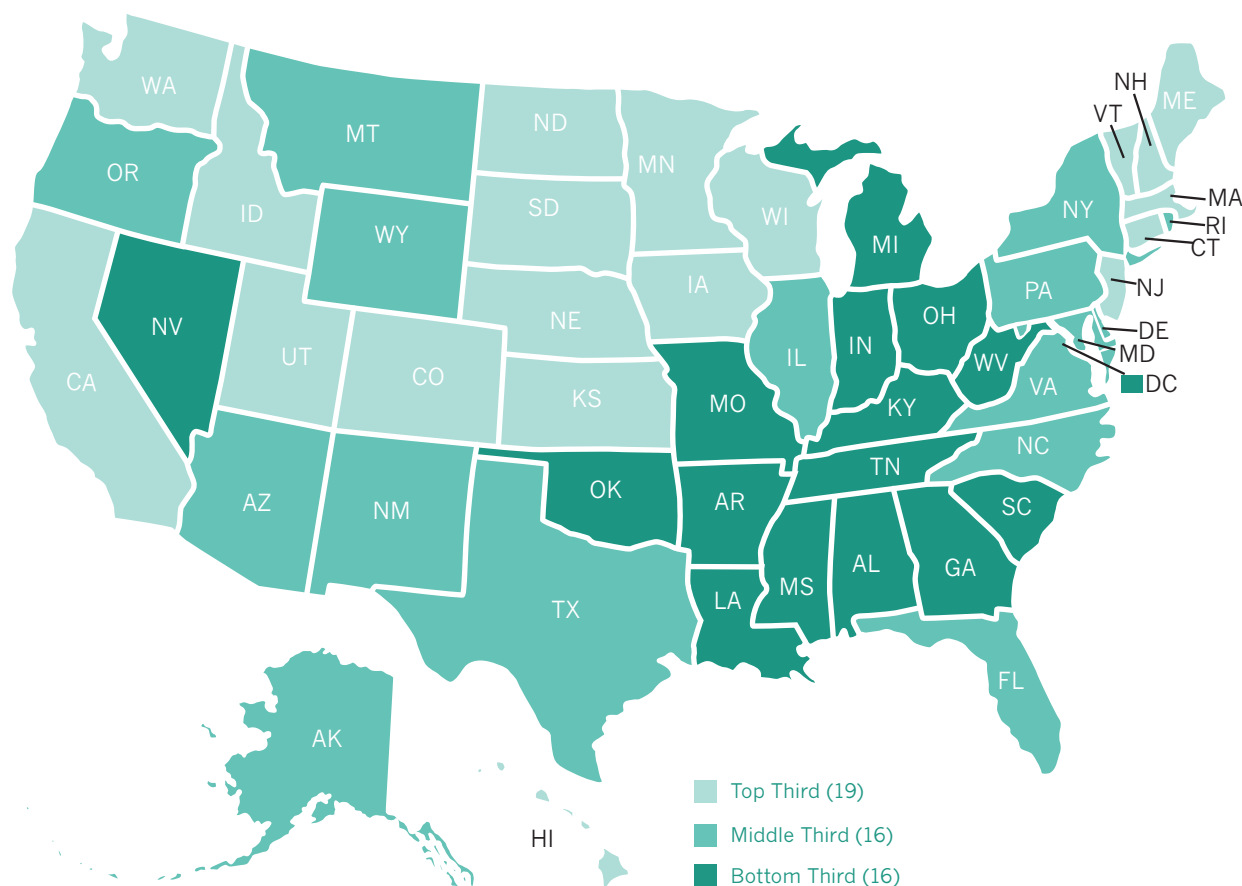 NH
ME
WA
VT
ND
MT
MN
OR
MA
SD
NY
ID
WI
RI
WY
MI
CT
IA
PA
NJ
NE
OH
NV
DE
IN
MD
UT
IL
WV
CO
DC
CA
VA
KS
MO
KY
NC
TN
OK
AR
AZ
SC
NM
AL
GA
MS
LA
TX
FL
AK
Top Third (19)
HI
Middle Third (16)
Bottom Third (16)